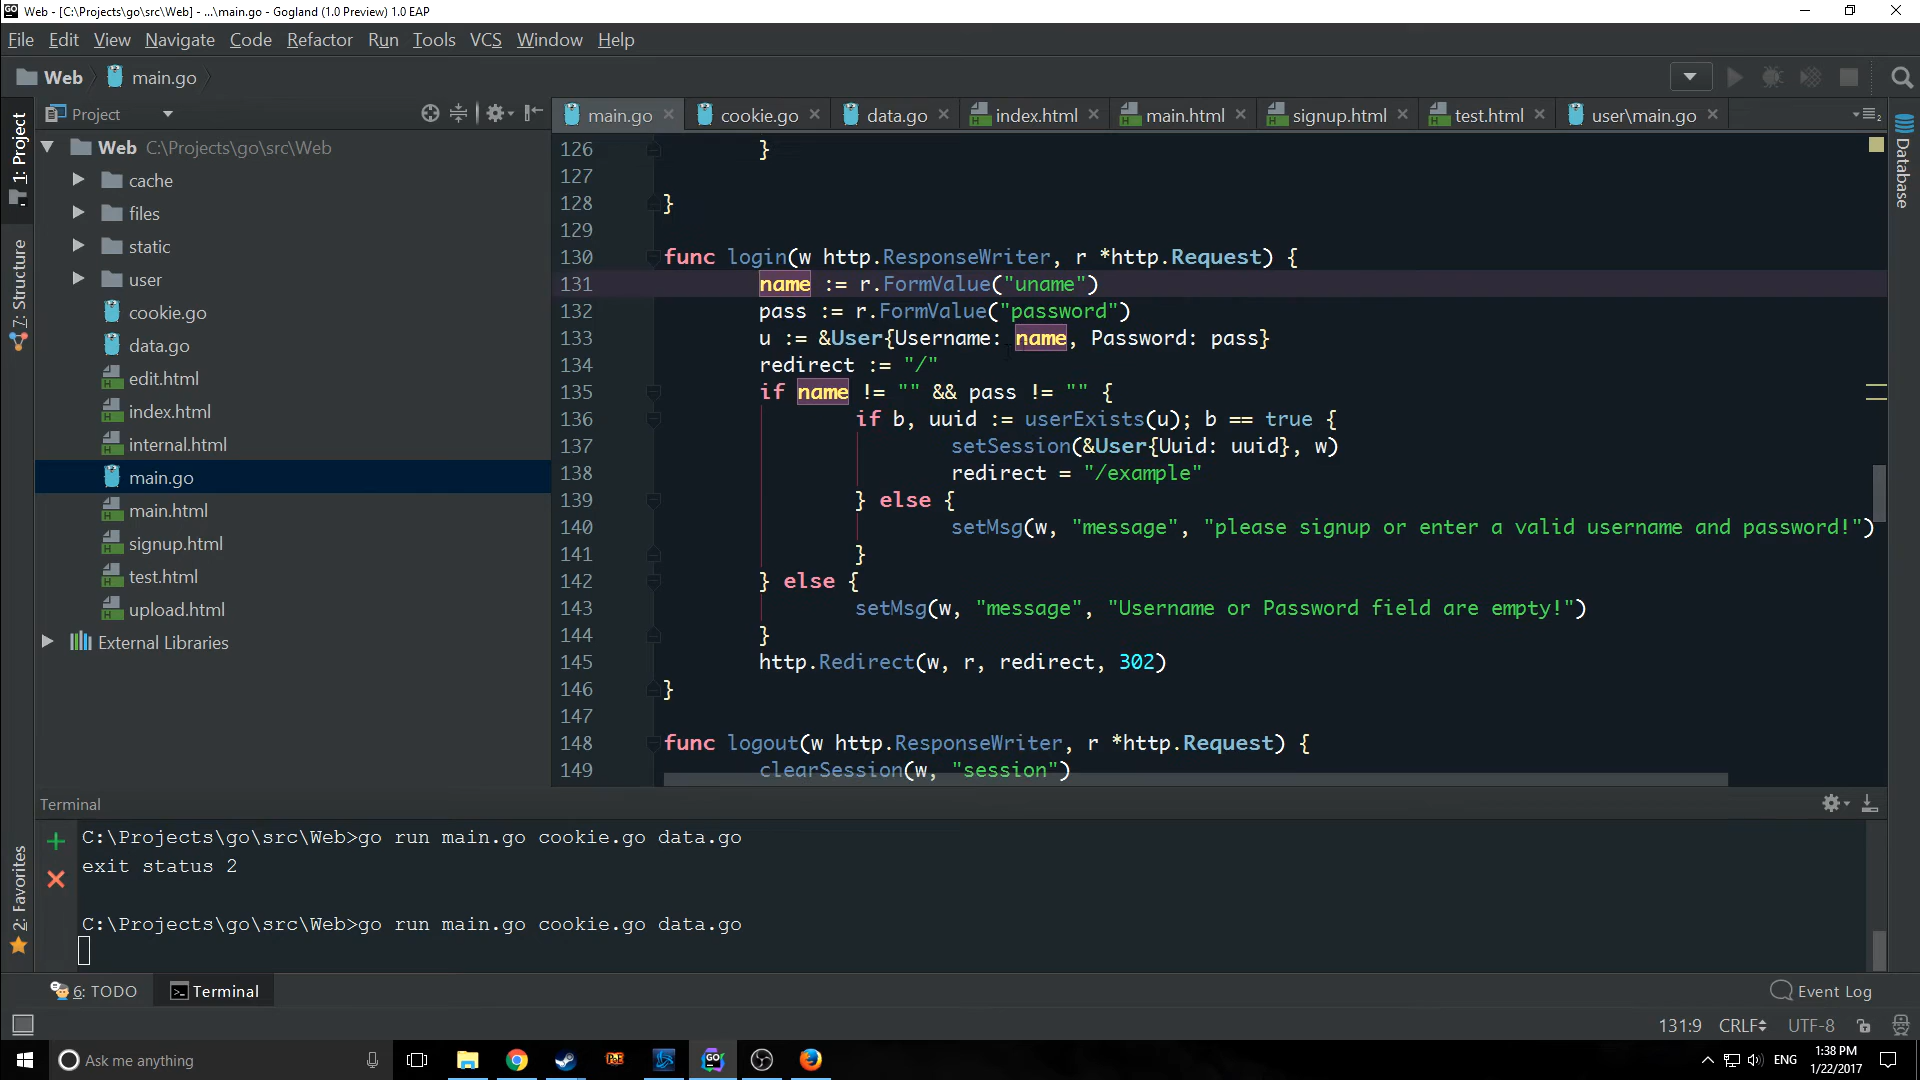 Web - [C:\Projects\go\src\Web] - ...\main.go - Gogland (1.0 Preview) 1.0 EAP
File Edit View Navigate Code Refactor Run Tools VCS Window Help
Web main.go
1: Project
7: Structure
2: Favorites
Project
Web C:\Projects\go\src\Web
cache
files
static
user
cookie.go
data.go
edit.html
index.html
internal.html
main.go
main.html
signup.html
test.html
upload.html
External Libraries
main.go cookie.go data.go index.html main.html signup.html test.html user\main.go
Database
126 }
127
128 }
129
130 func login(w http.ResponseWriter, r *http.Request) {
131 name := r.FormValue("uname")
132 pass := r.FormValue("password")
133 u := &User{Username: name, Password: pass}
134 redirect := "/"
135 if name != "" && pass != "" {
136 if b, uuid := userExists(u); b == true {
137 setSession(&User{Uuid: uuid}, w)
138 redirect = "/example"
139 } else {
140 setMsg(w, "message", "please signup or enter a valid username and password!")
141 }
142 } else {
143 setMsg(w, "message", "Username or Password field are empty!")
144 }
145 http.Redirect(w, r, redirect, 302)
146 }
147
148 func logout(w http.ResponseWriter, r *http.Request) {
149 clearSession(w, "session")
Terminal
C:\Projects\go\src\Web>go run main.go cookie.go data.go
exit status 2
C:\Projects\go\src\Web>go run main.go cookie.go data.go
6: TODO Terminal Event Log
131:9 CRLF UTF-8
Ask me anything
GO
ENG
1:38 PM
1/22/2017